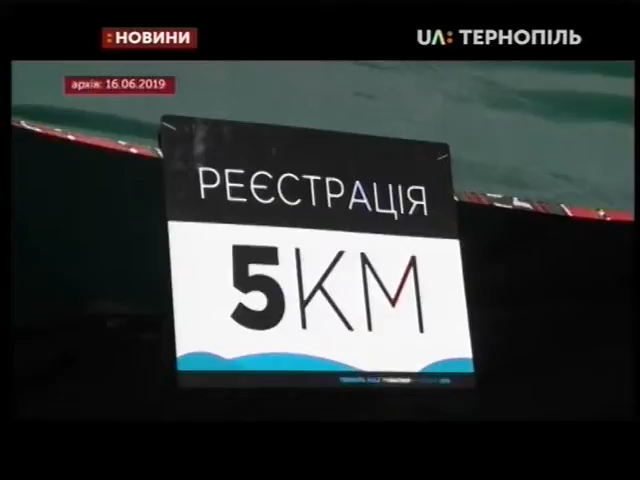 :НОВИНИ
UA: ТЕРНОПІЛЬ
архів: 16.06.2019
РЕЄСТРАЦІЯ
5КМ